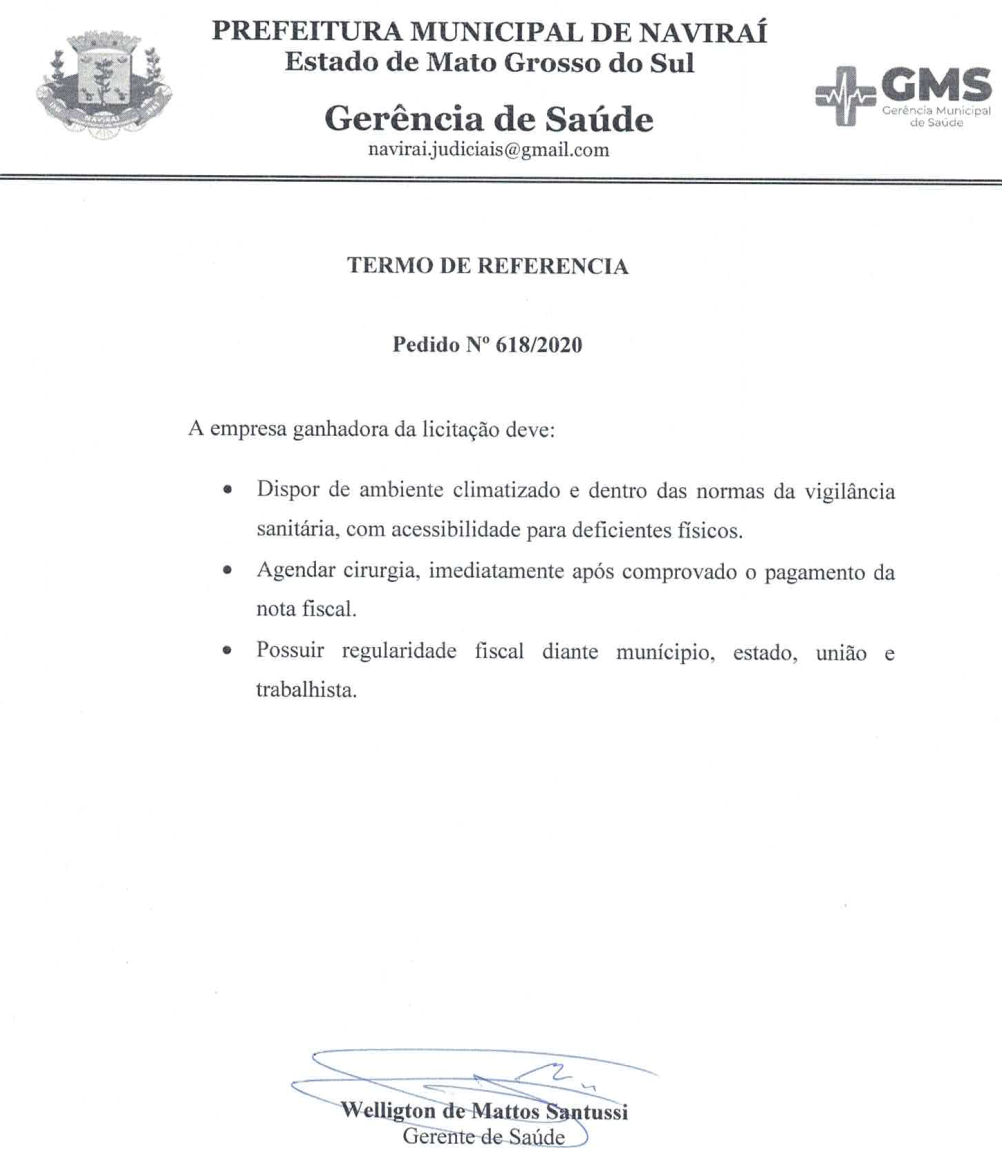 PREFEITURA MUNICIPAL DE NAVIRAÍ
Estado de Mato Grosso do Sul
Gerência de Saúde
navirai.judiciais@gmail.com
NAVIRAI
GMS
Gerência Municipal
de Saúde
TERMO DE REFERENCIA
Pedido Nº 618/2020
A empresa ganhadora da licitação deve:
• Dispor de ambiente climatizado e dentro das normas da vigilância
sanitária, com acessibilidade para deficientes físicos.
• Agendar cirurgia, imediatamente após comprovado o pagamento da
nota fiscal.
• Possuir regularidade fiscal diante munícipio, estado, união e
trabalhista.
Welligton de Mattos Santussi
Gerente de Saúde